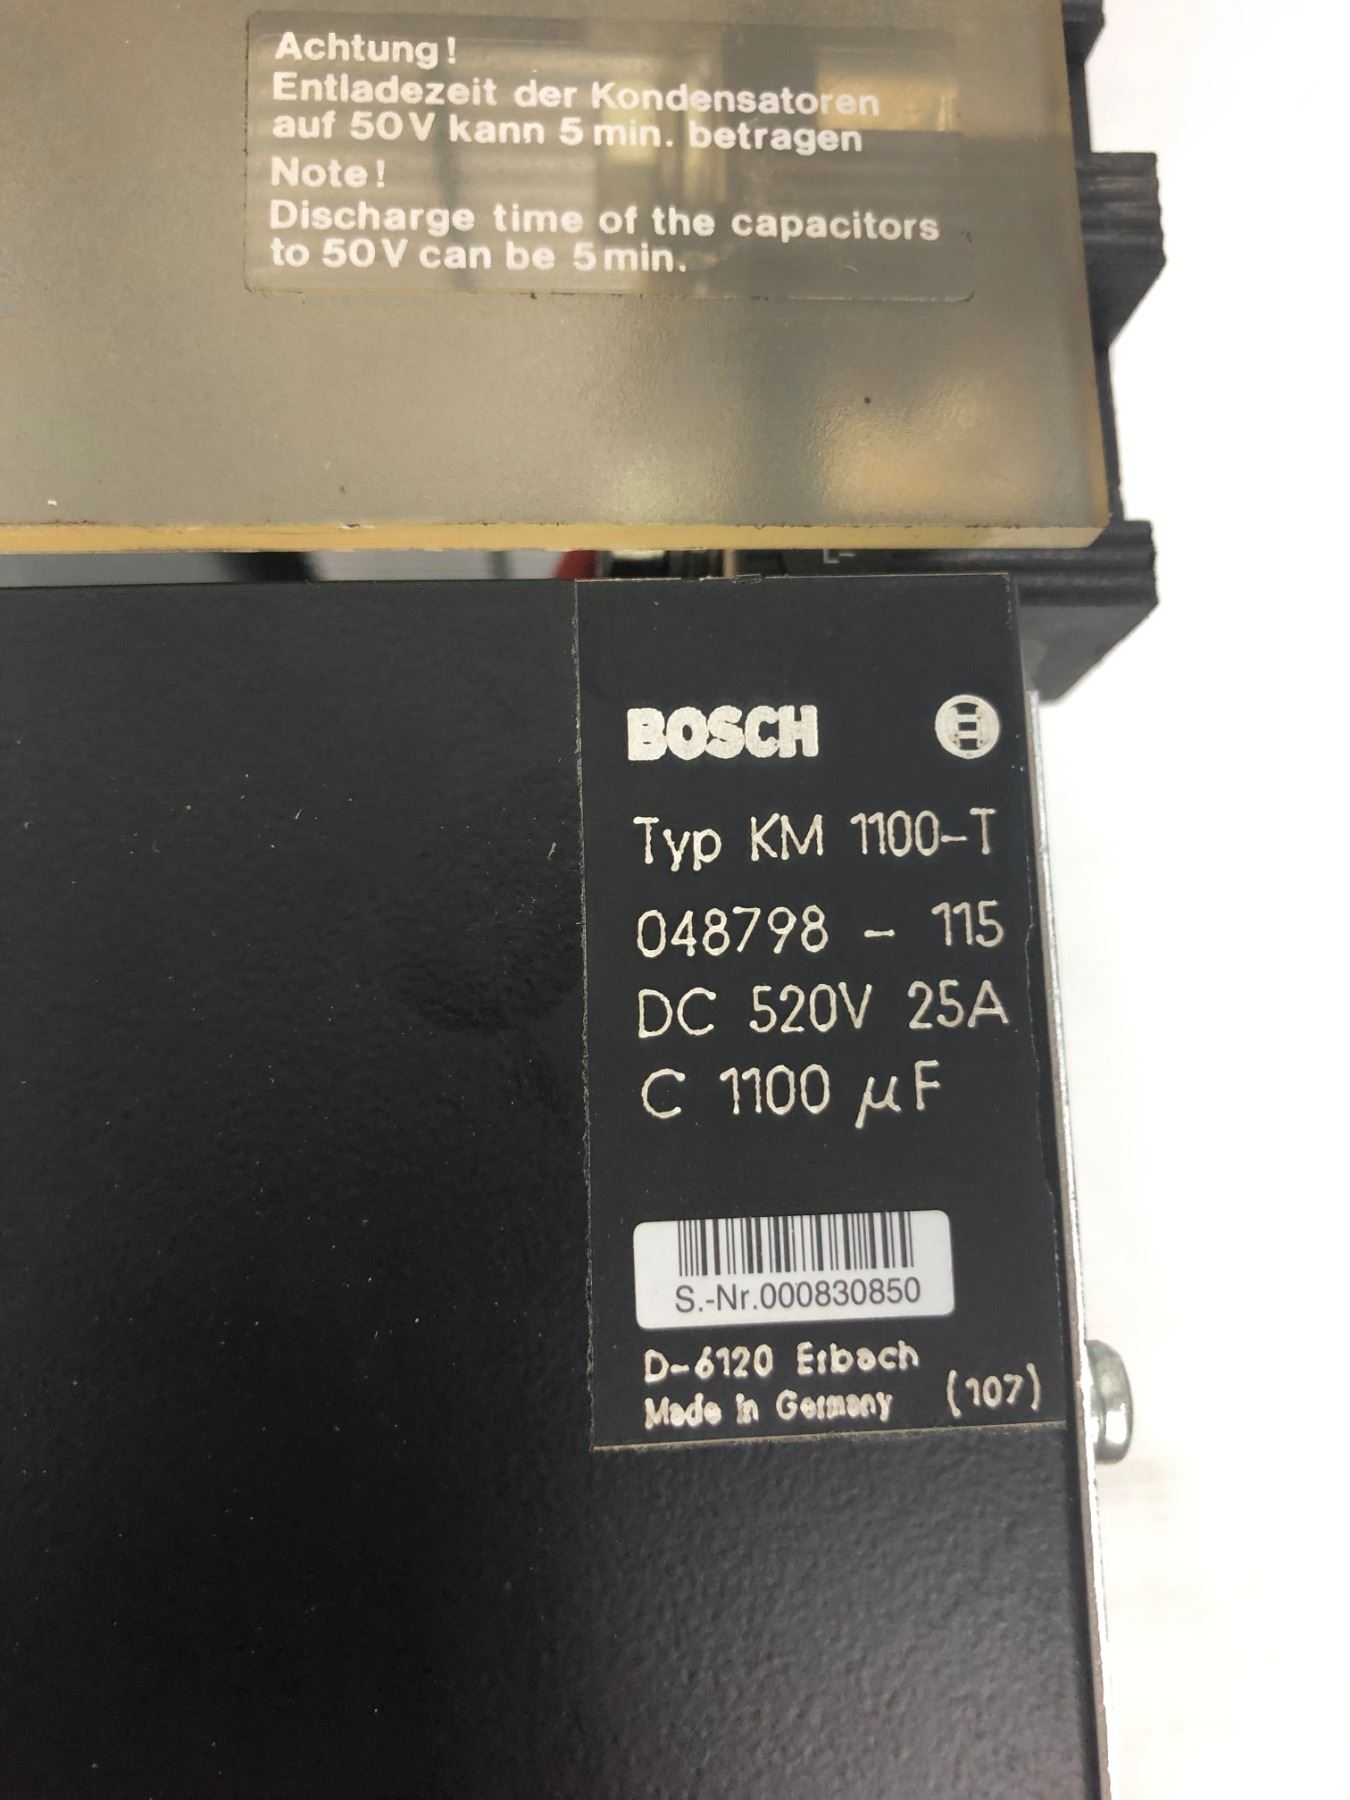 Achtung!
Entladezeit der Kondensatoren
auf 50V kann 5 min. betragen
Note!
Discharge time of the capacitors
to 50V can be 5 min.
BOSCH
Typ KM 1100-T
048798 - 115
DC 520V 25A
C 1100 µF
S.-Nr.000830850
D-6120 Erbach
Made in Germany (107)